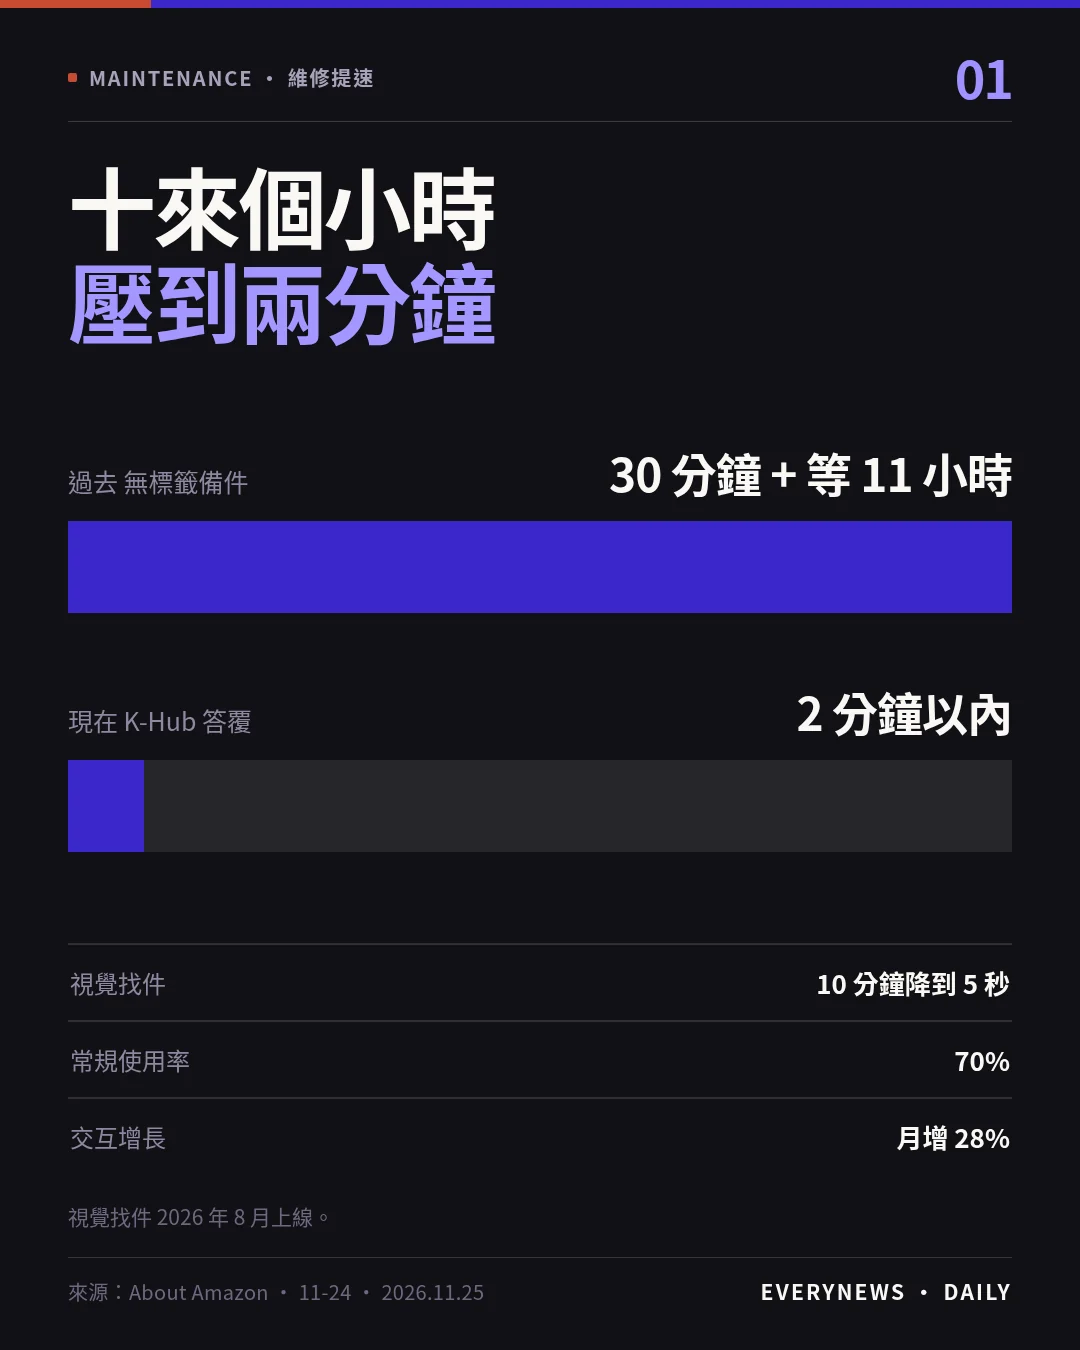 MAINTENANCE • 維修提速
01
十來個小時
壓到兩分鐘
過去 無標籤備件
30 分鐘 + 等 11 小時
現在 K-Hub 答覆
2 分鐘以內
視覺找件
10 分鐘降到 5 秒
常規使用率
70%
交互增長
月增 28%
視覺找件 2026 年 8 月上線。
來源：About Amazon • 11-24 • 2026.11.25
EVERYNEWS • DAILY